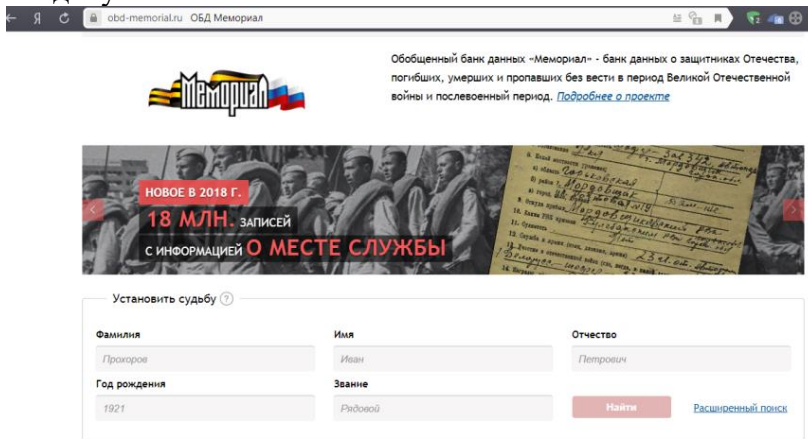 obd-memorial.ru ОБД Мемориал
Мемориал
Обобщенный банк данных «Мемориал» - банк данных о защитниках Отечества,
погибших, умерших и пропавших без вести в период Великой Отечественной
войны и послевоенный период. Подробнее о проекте
НОВОЕ В 2018 Г.
18 МЛН. ЗАПИСЕЙ
С ИНФОРМАЦИЕЙ О МЕСТЕ СЛУЖБЫ
Установить судьбу ?
Фамилия Имя Отчество
Прохоров Иван Петрович
Год рождения Звание
1921 Рядовой Найти Расширенный поиск